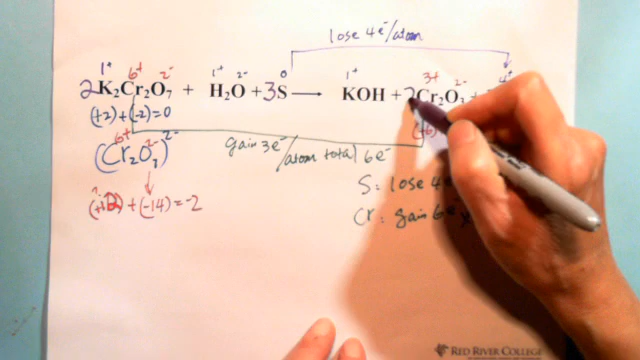 lose 4e⁻/atom
1⁺ 6⁺ 2⁻ 1⁺ 2⁻ 0 1⁺ 3⁺ 2⁻ 4⁺
2K₂Cr₂O₇ + H₂O + 3S → KOH + 2Cr₂O₃ +
(+2) + (-2) = 0
(+6)
6⁺ 2⁻
(Cr₂O₇)²⁻
gain 3e⁻/atom total 6e⁻
S: lose 4e
(+12) + (-14) = -2
Cr: gain 6e⁻ x
RED RIVER COLLEGE